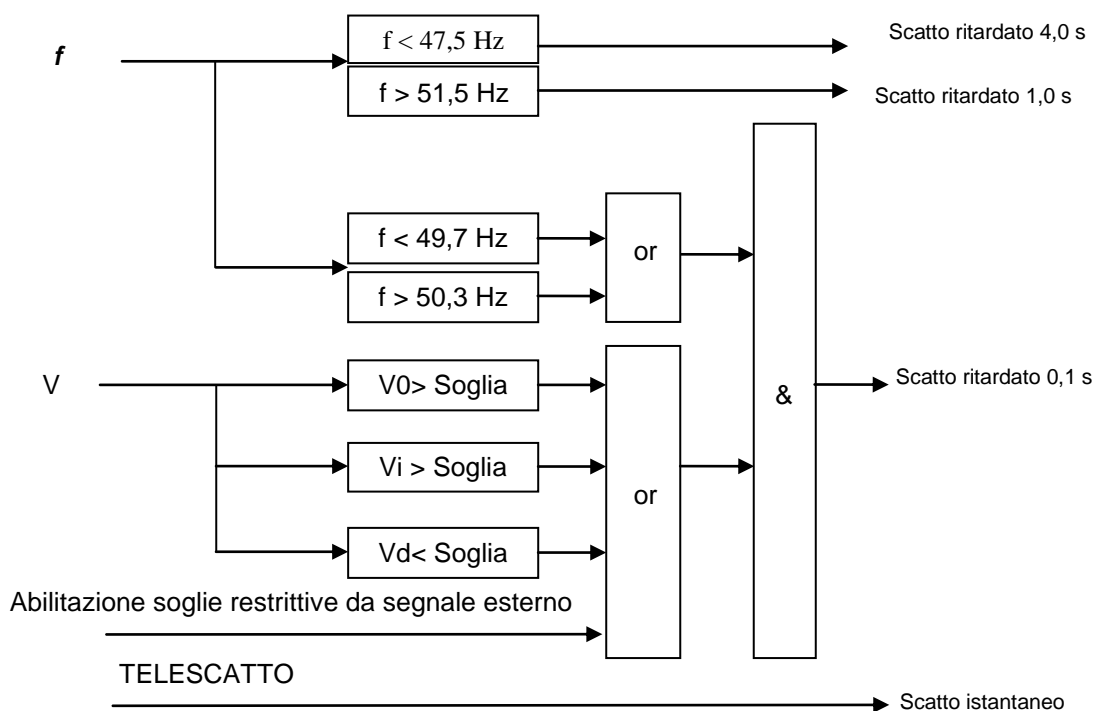 f
f < 47,5 Hz
Scatto ritardato 4,0 s
f > 51,5 Hz
Scatto ritardato 1,0 s
f < 49,7 Hz
or
f > 50,3 Hz
V
V0> Soglia
&
Scatto ritardato 0,1 s
Vi > Soglia
or
Vd< Soglia
Abilitazione soglie restrittive da segnale esterno
TELESCATTO
Scatto istantaneo